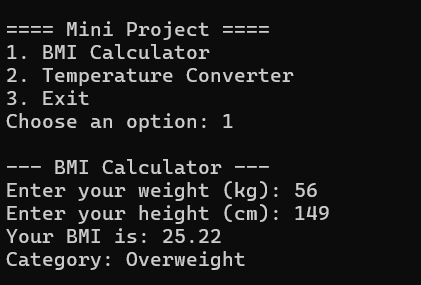 ==== Mini Project ====
1. BMI Calculator
2. Temperature Converter
3. Exit
Choose an option: 1
--- BMI Calculator ---
Enter your weight (kg): 56
Enter your height (cm): 149
Your BMI is: 25.22
Category: Overweight